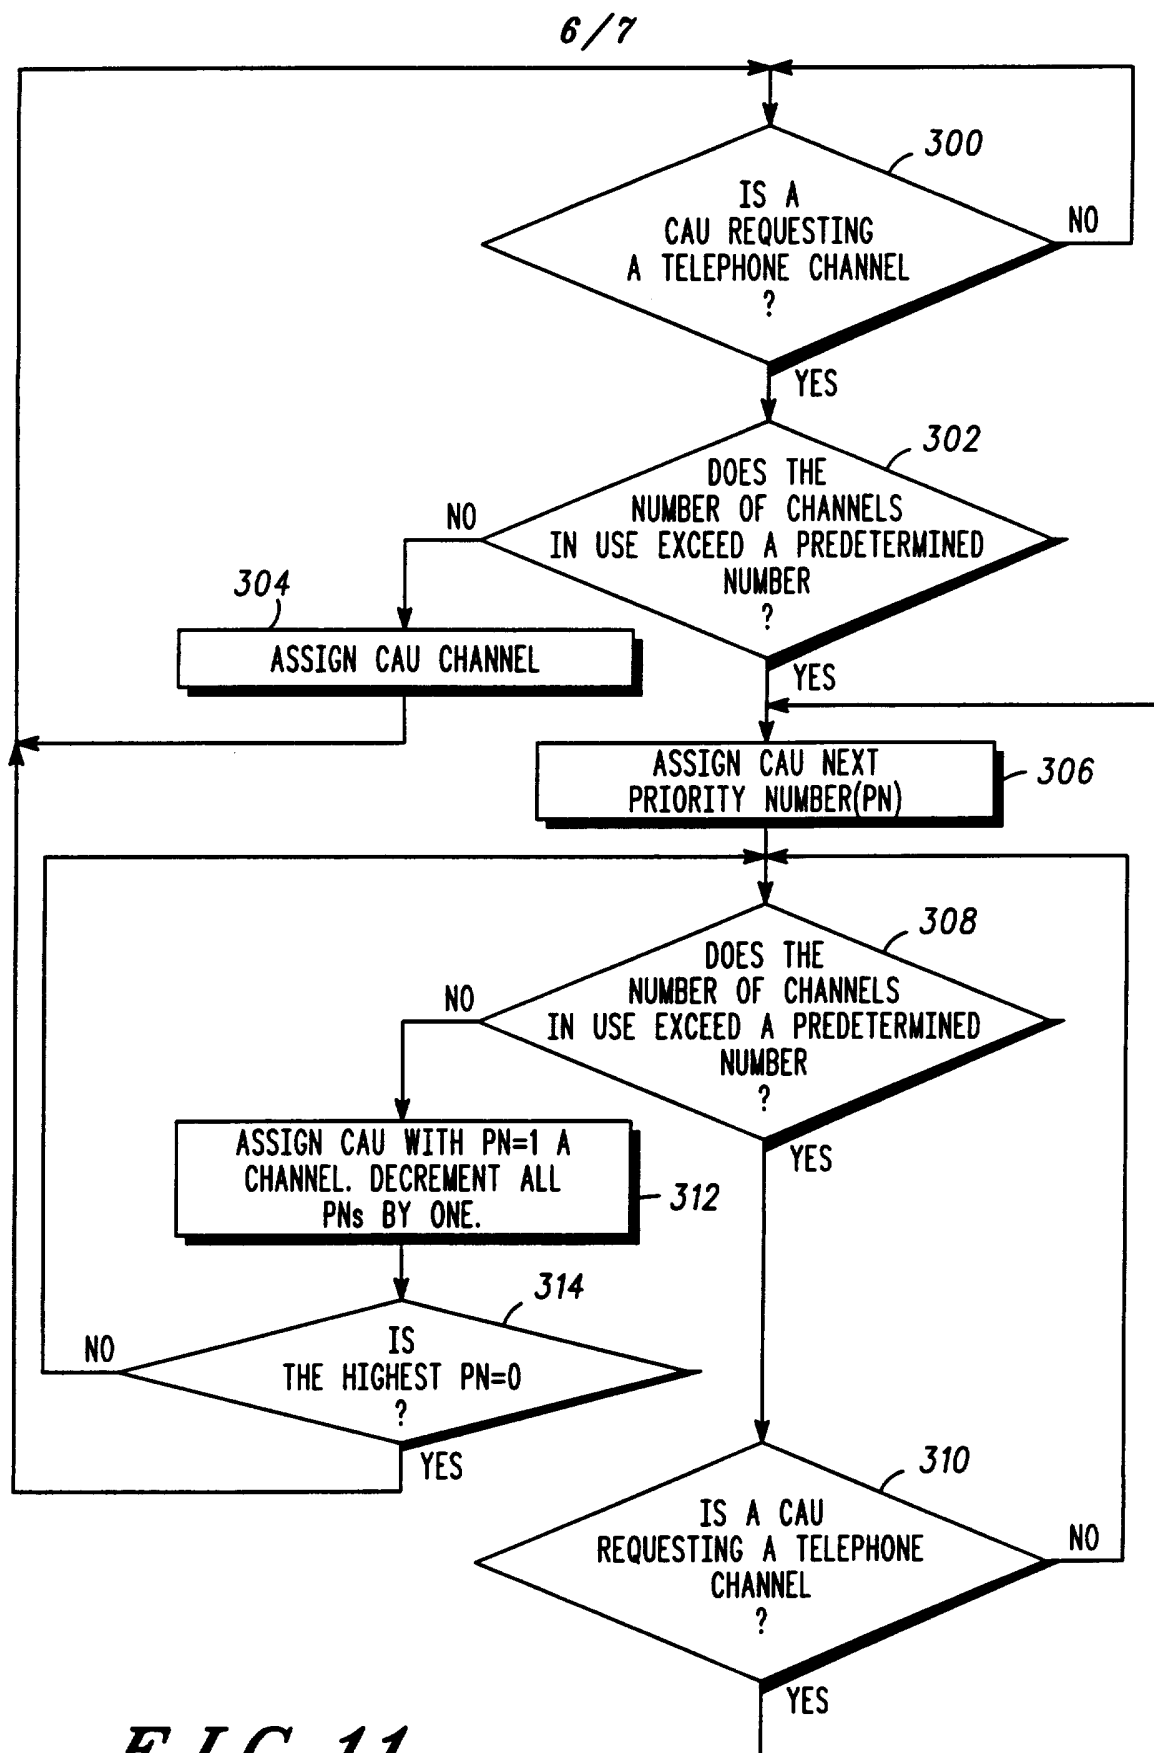 6/7
300
IS A
CAU REQUESTING
A TELEPHONE CHANNEL
?
NO
YES
302
DOES THE
NUMBER OF CHANNELS
IN USE EXCEED A PREDETERMINED
NUMBER
?
NO
YES
304
ASSIGN CAU CHANNEL
ASSIGN CAU NEXT
PRIORITY NUMBER(PN)
306
308
DOES THE
NUMBER OF CHANNELS
IN USE EXCEED A PREDETERMINED
NUMBER
?
NO
YES
ASSIGN CAU WITH PN=1 A
CHANNEL. DECREMENT ALL
PNs BY ONE.
312
314
IS
THE HIGHEST PN=0
?
NO
YES
310
IS A CAU
REQUESTING A TELEPHONE
CHANNEL
?
NO
YES
FIG.11